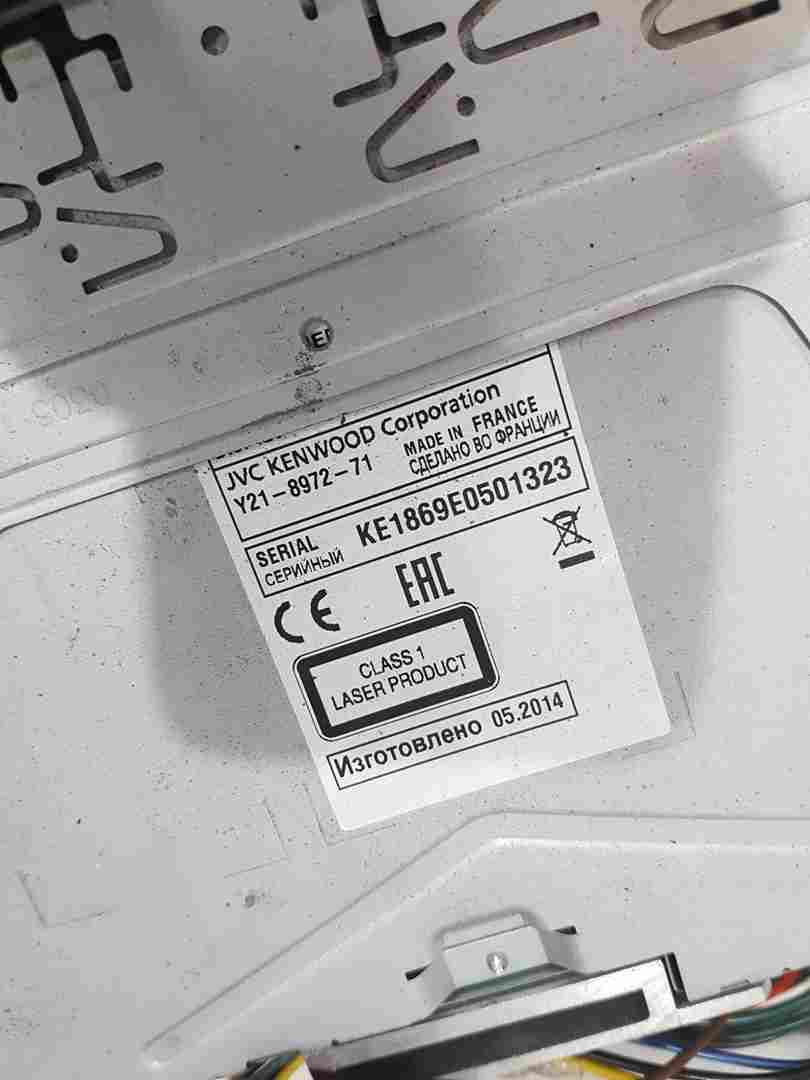 JVC KENWOOD Corporation
Y21-8972-71
MADE IN FRANCE
СДЕЛАНО ВО ФРАНЦИИ
SERIAL
СЕРИЙНЫЙ
KE1869E0501323
CE
EAC
CLASS 1
LASER PRODUCT
Изготовлено 05.2014